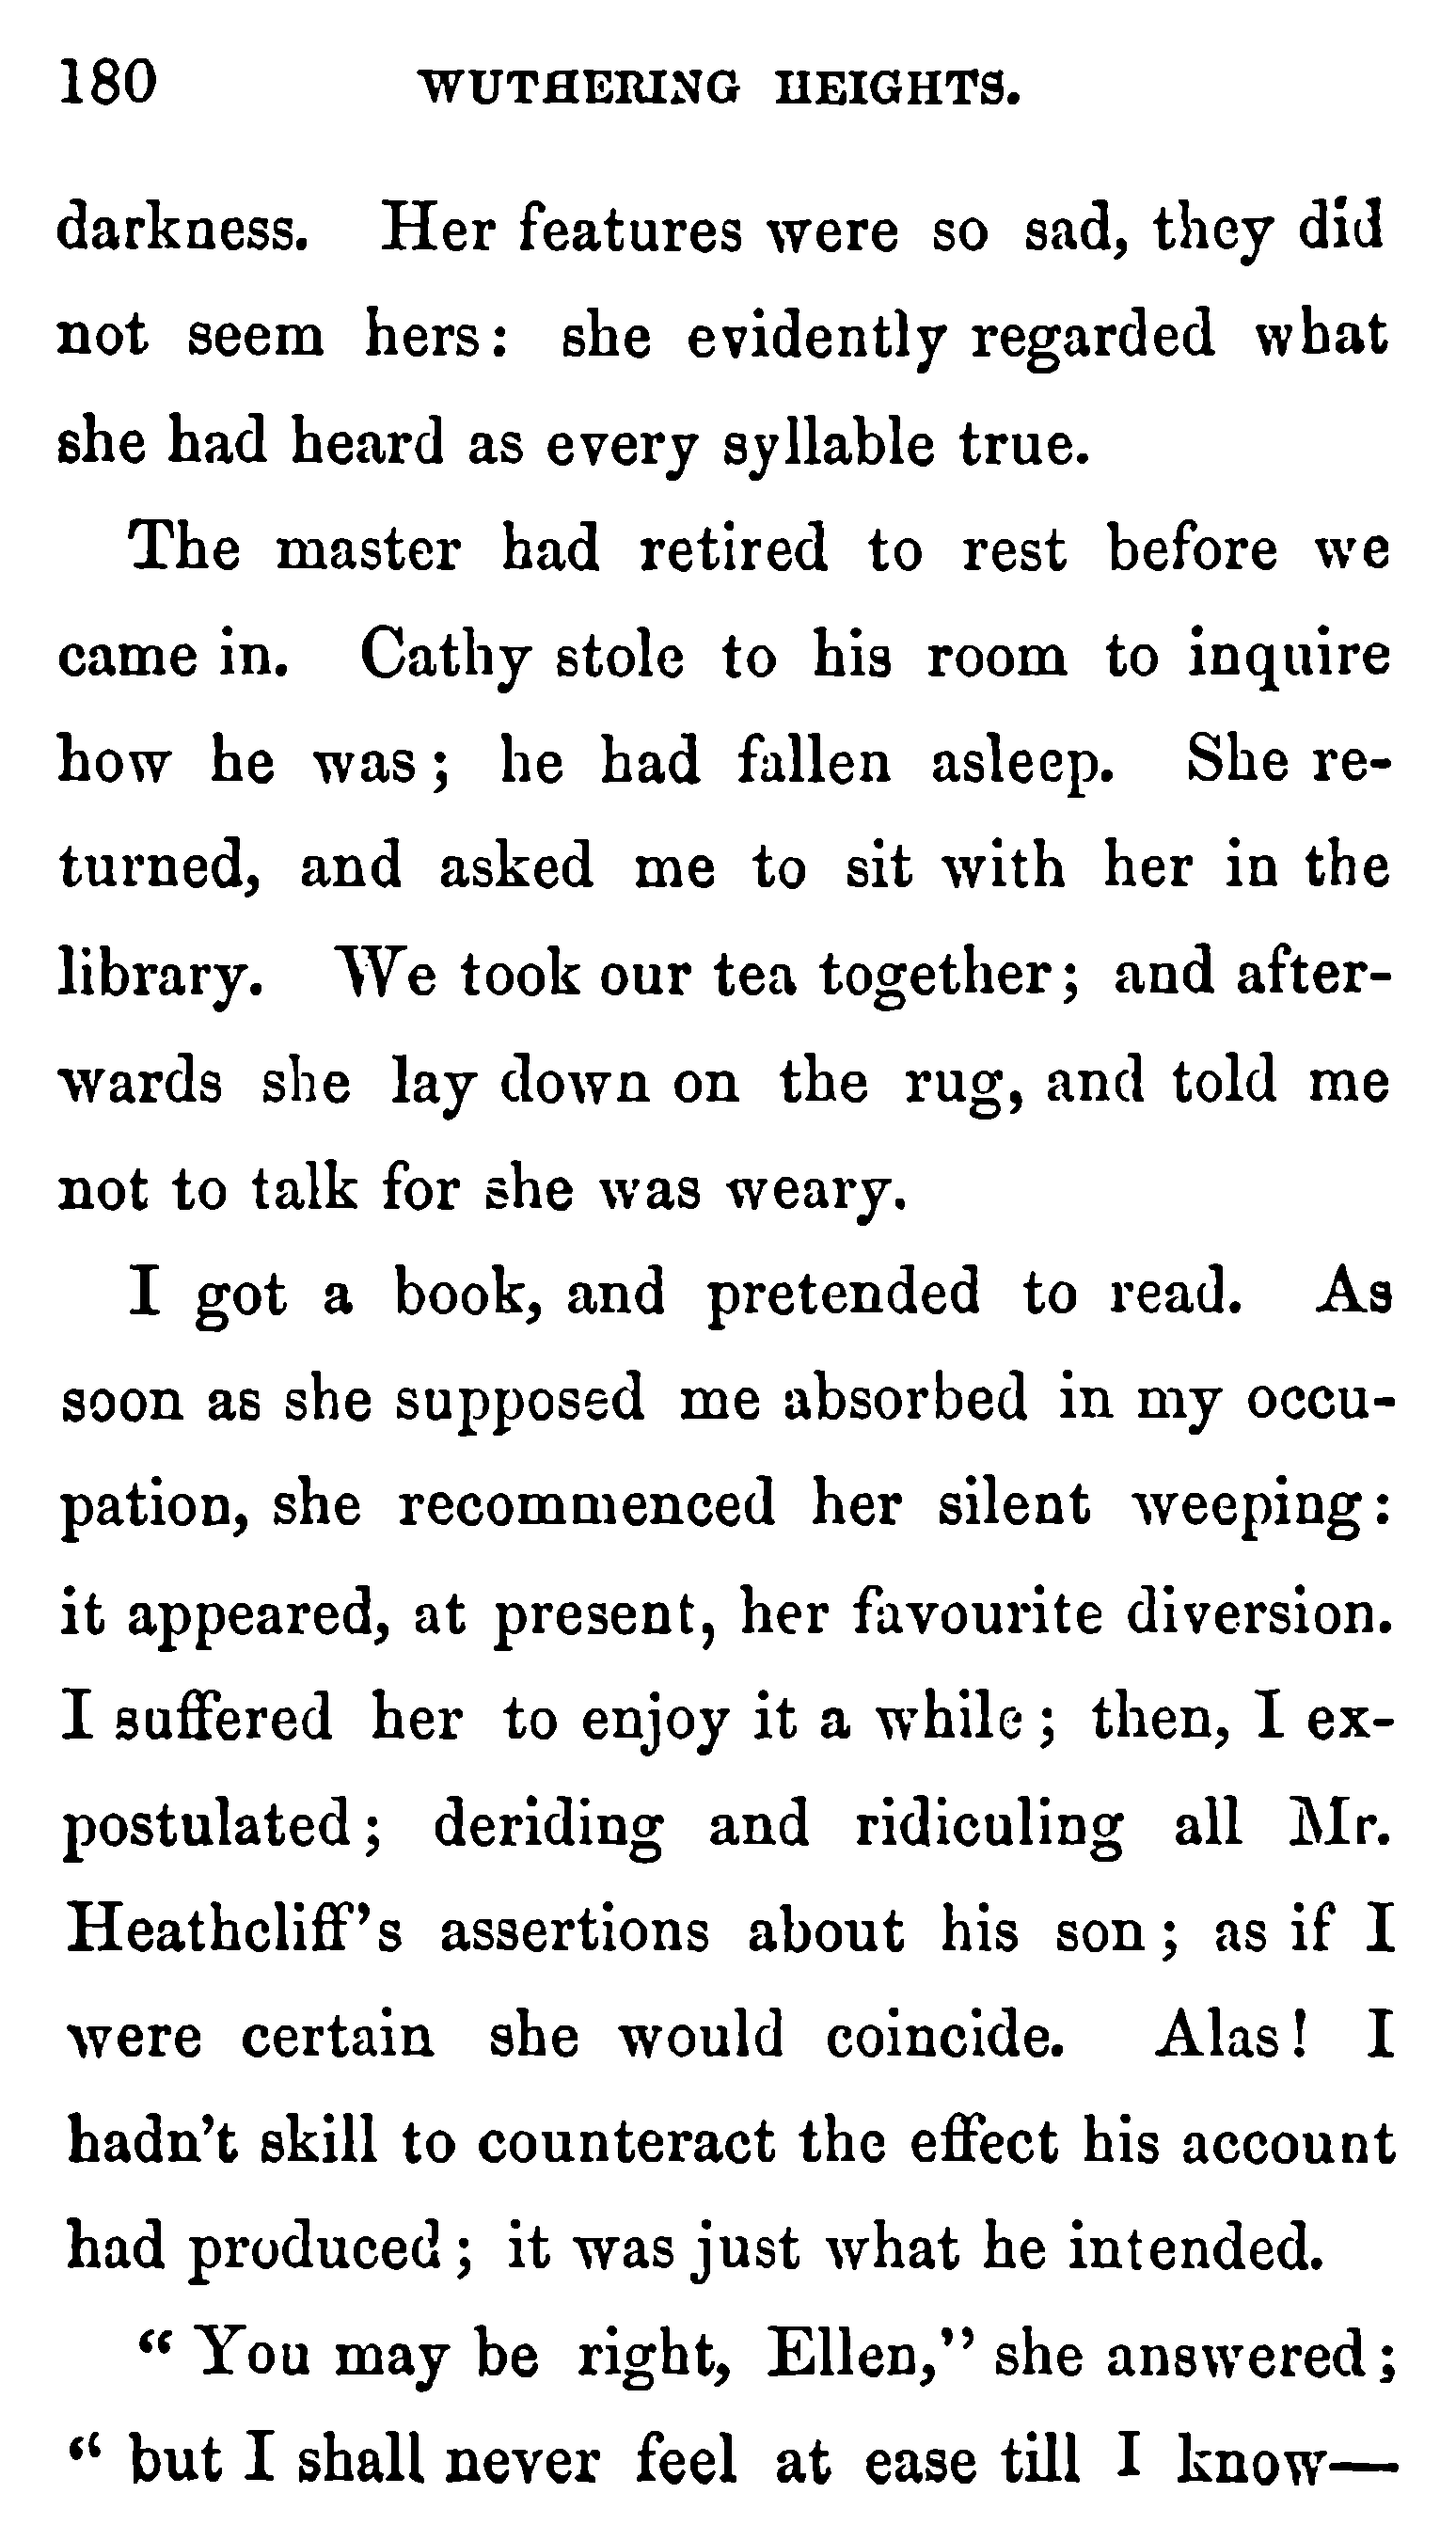 180 WUTHERING HEIGHTS.
darkness. Her features were so sad, they did
not seem hers: she evidently regarded what
she had heard as every syllable true.
The master had retired to rest before we
came in. Cathy stole to his room to inquire
how he was; he had fallen asleep. She re-
turned, and asked me to sit with her in the
library. We took our tea together; and after-
wards she lay down on the rug, and told me
not to talk for she was weary.
I got a book, and pretended to read. As
soon as she supposed me absorbed in my occu-
pation, she recommenced her silent weeping:
it appeared, at present, her favourite diversion.
I suffered her to enjoy it a while; then, I ex-
postulated; deriding and ridiculing all Mr.
Heathcliff's assertions about his son; as if I
were certain she would coincide. Alas! I
hadn't skill to counteract the effect his account
had produced; it was just what he intended.
"You may be right, Ellen," she answered;
"but I shall never feel at ease till I know—